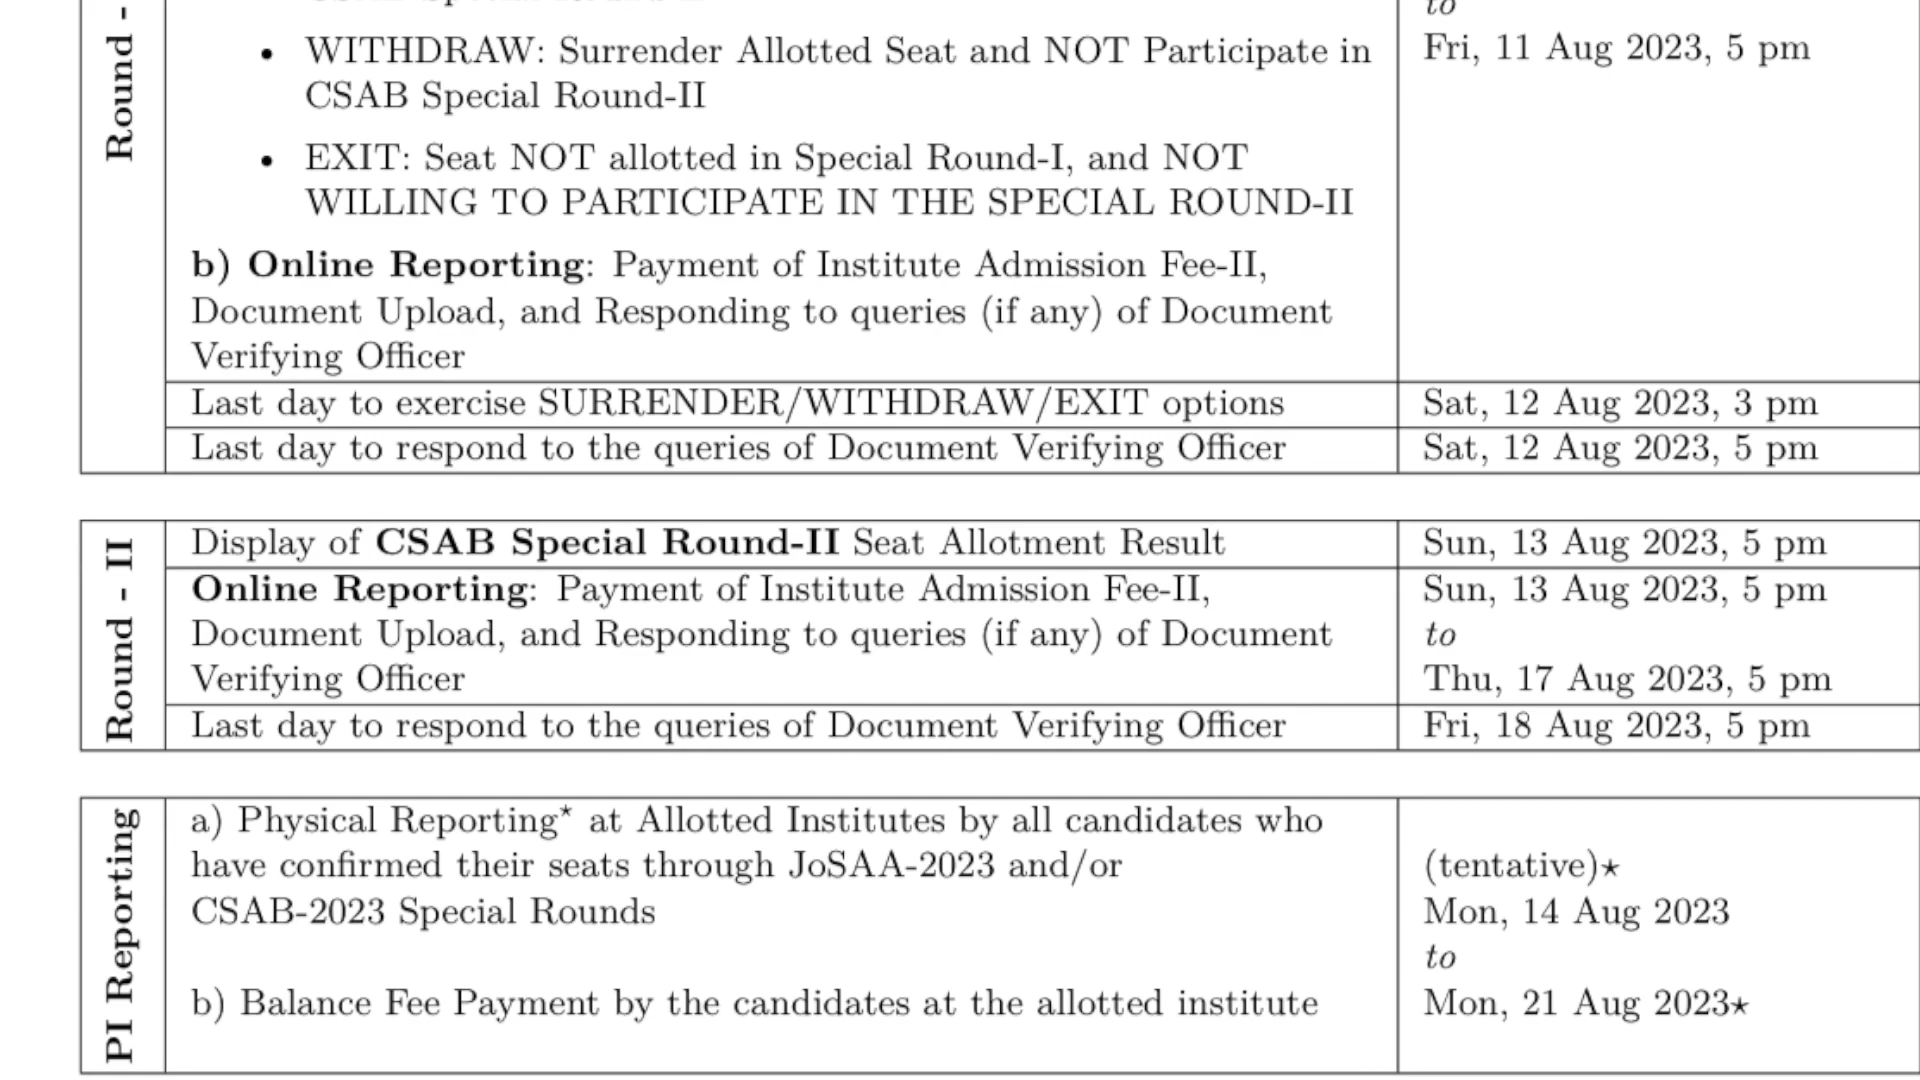 to
Round -
• WITHDRAW: Surrender Allotted Seat and NOT Participate in
CSAB Special Round-II
Fri, 11 Aug 2023, 5 pm
• EXIT: Seat NOT allotted in Special Round-I, and NOT
WILLING TO PARTICIPATE IN THE SPECIAL ROUND-II
b) Online Reporting: Payment of Institute Admission Fee-II,
Document Upload, and Responding to queries (if any) of Document
Verifying Officer
Last day to exercise SURRENDER/WITHDRAW/EXIT options
Sat, 12 Aug 2023, 3 pm
Last day to respond to the queries of Document Verifying Officer
Sat, 12 Aug 2023, 5 pm
Round - II
Display of CSAB Special Round-II Seat Allotment Result
Sun, 13 Aug 2023, 5 pm
Online Reporting: Payment of Institute Admission Fee-II,
Document Upload, and Responding to queries (if any) of Document
Verifying Officer
Sun, 13 Aug 2023, 5 pm
to
Thu, 17 Aug 2023, 5 pm
Last day to respond to the queries of Document Verifying Officer
Fri, 18 Aug 2023, 5 pm
PI Reporting
a) Physical Reporting⋆ at Allotted Institutes by all candidates who
have confirmed their seats through JoSAA-2023 and/or
CSAB-2023 Special Rounds
b) Balance Fee Payment by the candidates at the allotted institute
(tentative)⋆
Mon, 14 Aug 2023
to
Mon, 21 Aug 2023⋆